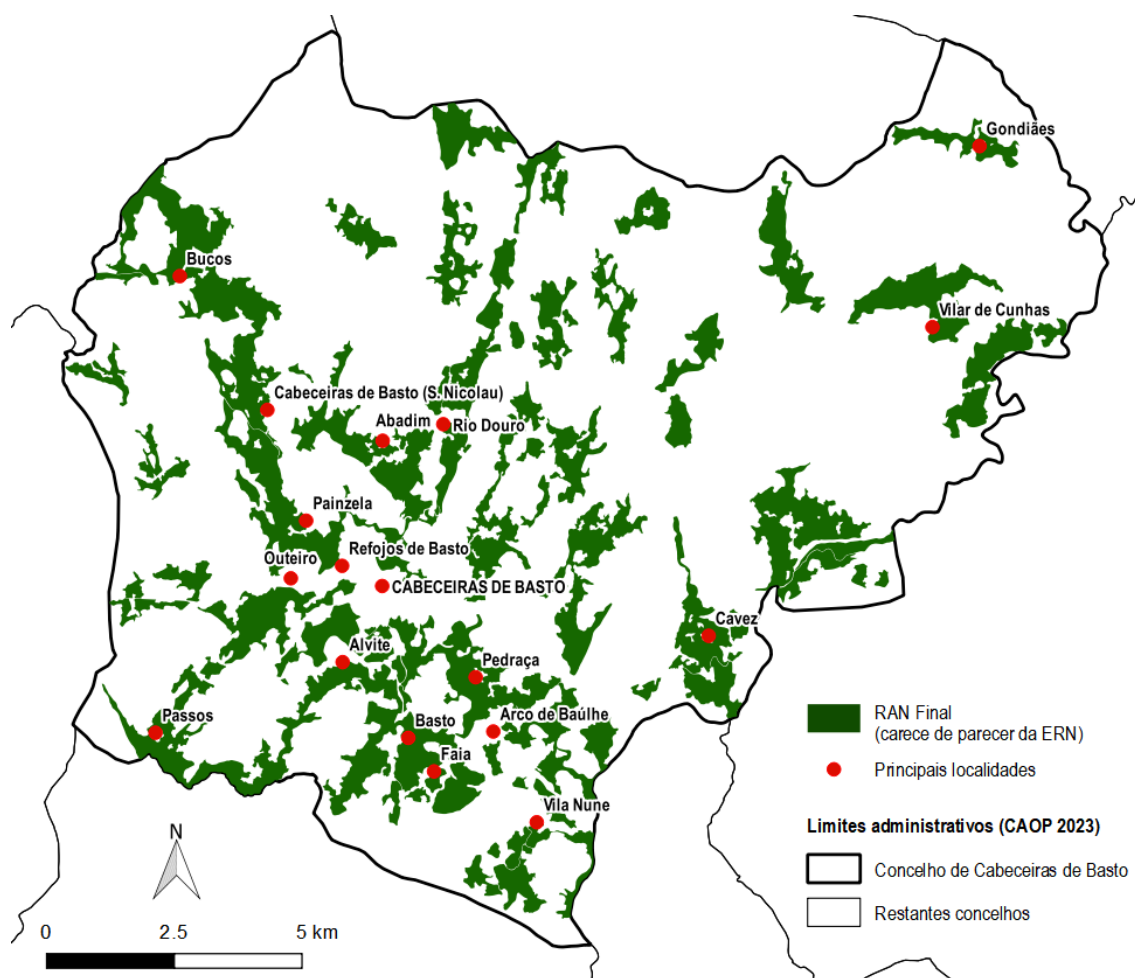 Gondiães
Bucos
Vilar de Cunhas
Cabeceiras de Basto (S. Nicolau)
Abadim
Rio Douro
Painzela
Refojos de Basto
Outeiro
CABECEIRAS DE BASTO
Cavez
Alvite
Pedraça
Passos
Basto
Arco de Baúlhe
Faia
Vila Nune
RAN Final
(carece de parecer da ERN)
Principais localidades
Limites administrativos (CAOP 2023)
Concelho de Cabeceiras de Basto
Restantes concelhos
N
0 2.5 5 km